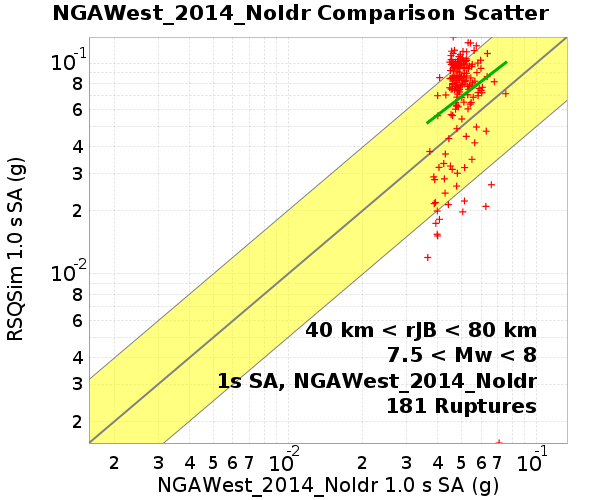 NGAWest_2014_NoIdr Comparison Scatter
10-1
8
6
4
3
2
10-2
8
6
4
3
2
RSQSim 1.0 s SA (g)
40 km < rJB < 80 km
7.5 < Mw < 8
1s SA, NGAWest_2014_NoIdr
181 Ruptures
2 3 4 5 6 7 10-2 2 3 4 5 6 7 10-1
NGAWest_2014_NoIdr 1.0 s SA (g)